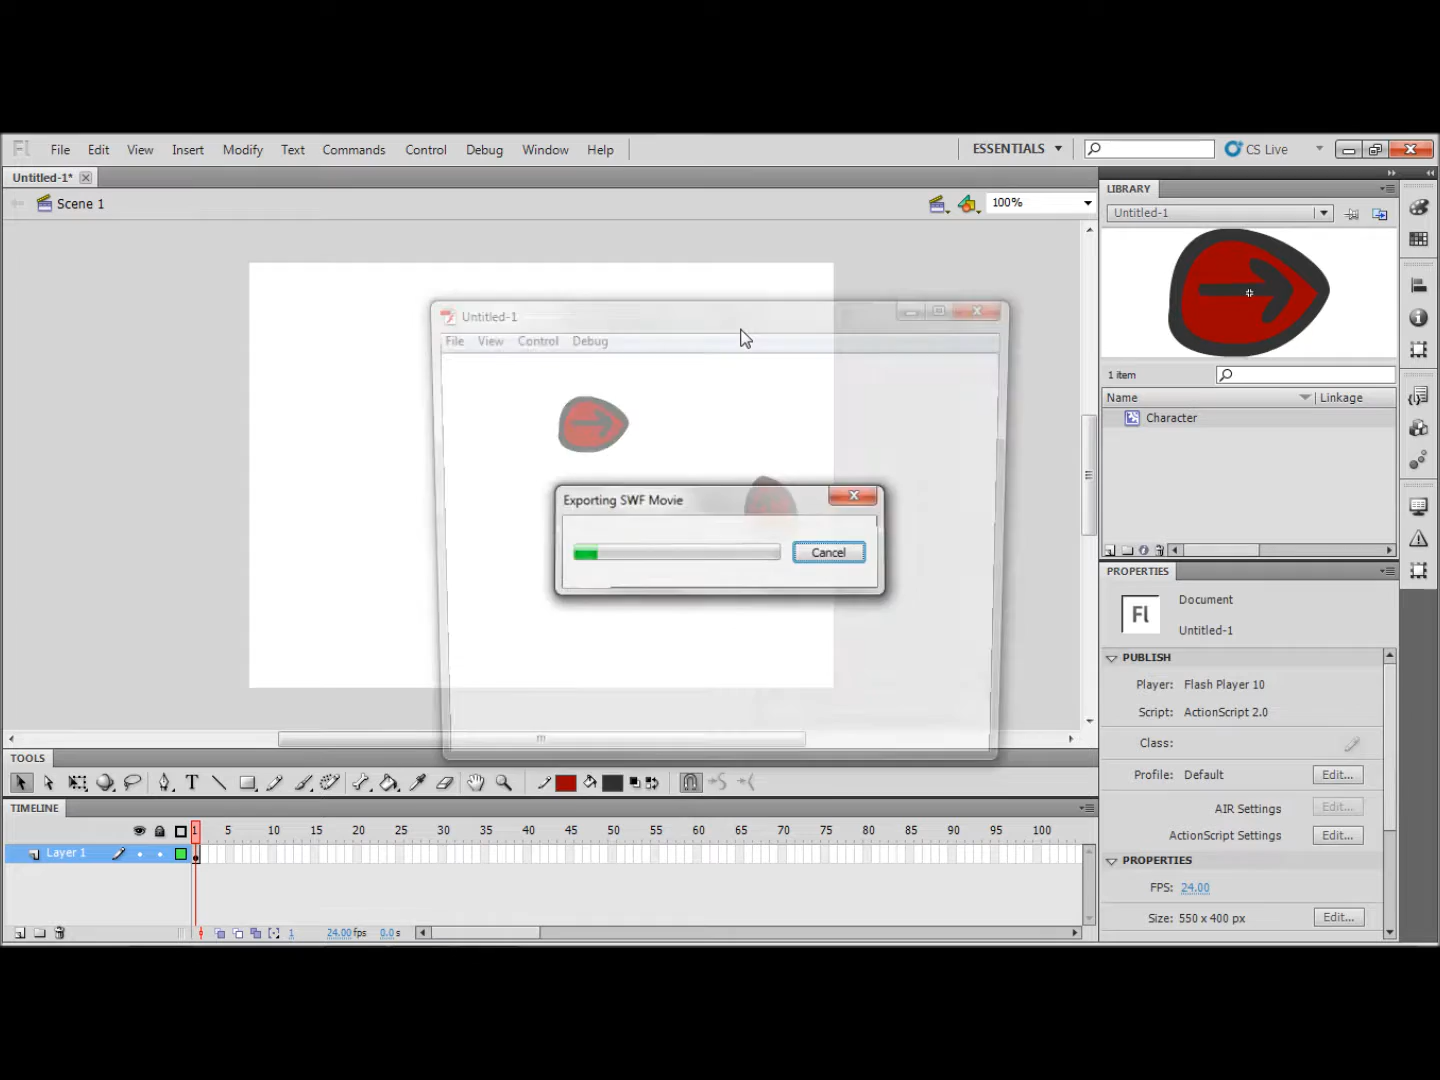 Fl File Edit View Insert Modify Text Commands Control Debug Window Help ESSENTIALS CS Live
Untitled-1*
Scene 1 100%
LIBRARY
Untitled-1
1 item
Name Linkage
Character
Untitled-1
File View Control Debug
Exporting SWF Movie
Cancel
PROPERTIES
Fl
Document
Untitled-1
PUBLISH
Player: Flash Player 10
Script: ActionScript 2.0
Class:
Profile: Default Edit...
AIR Settings Edit...
ActionScript Settings Edit...
PROPERTIES
FPS: 24.00
Size: 550 x 400 px Edit...
TOOLS
T
TIMELINE
1 5 10 15 20 25 30 35 40 45 50 55 60 65 70 75 80 85 90 95 100
Layer 1
1 24.00fps 0.0s